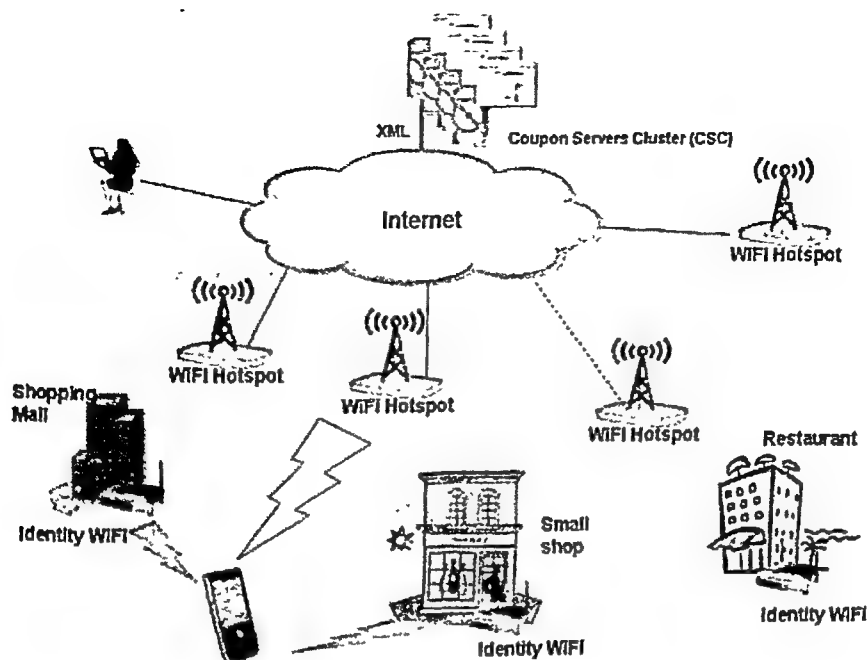 XML
Coupon Servers Cluster (CSC)
Internet
WiFi Hotspot
WiFi Hotspot
WiFi Hotspot
WiFi Hotspot
Shopping
Mall
Restaurant
Small
shop
Identity WiFi
Identity WiFi
Identity WiFi